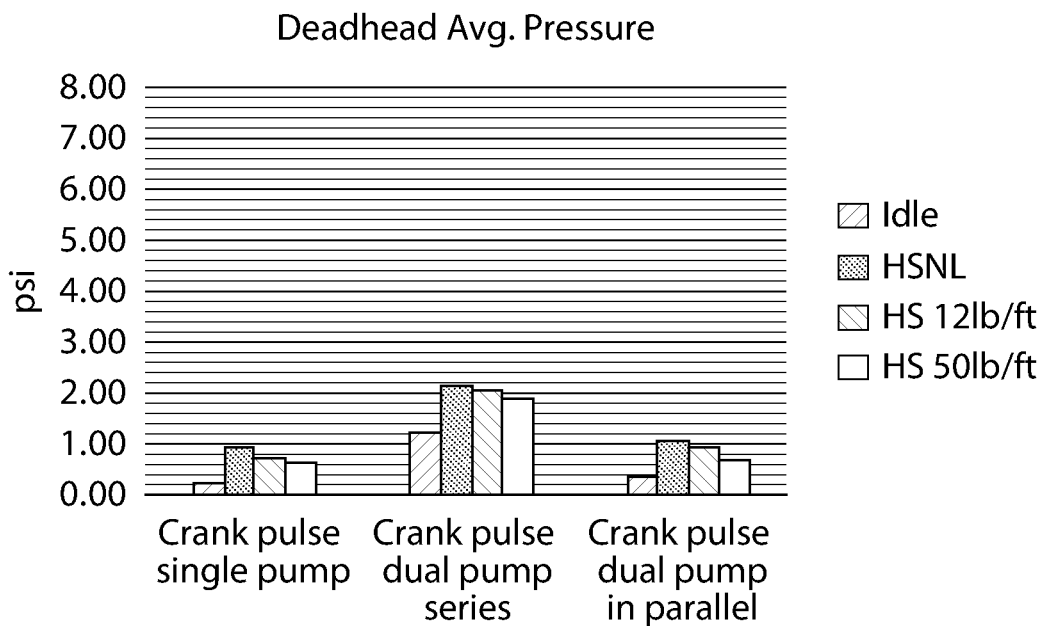 Deadhead Avg. Pressure
8.00
7.00
6.00
5.00
4.00
3.00
2.00
1.00
0.00
psi
Crank pulse
single pump
Crank pulse
dual pump
series
Crank pulse
dual pump
in parallel
Idle
HSNL
HS 12lb/ft
HS 50lb/ft